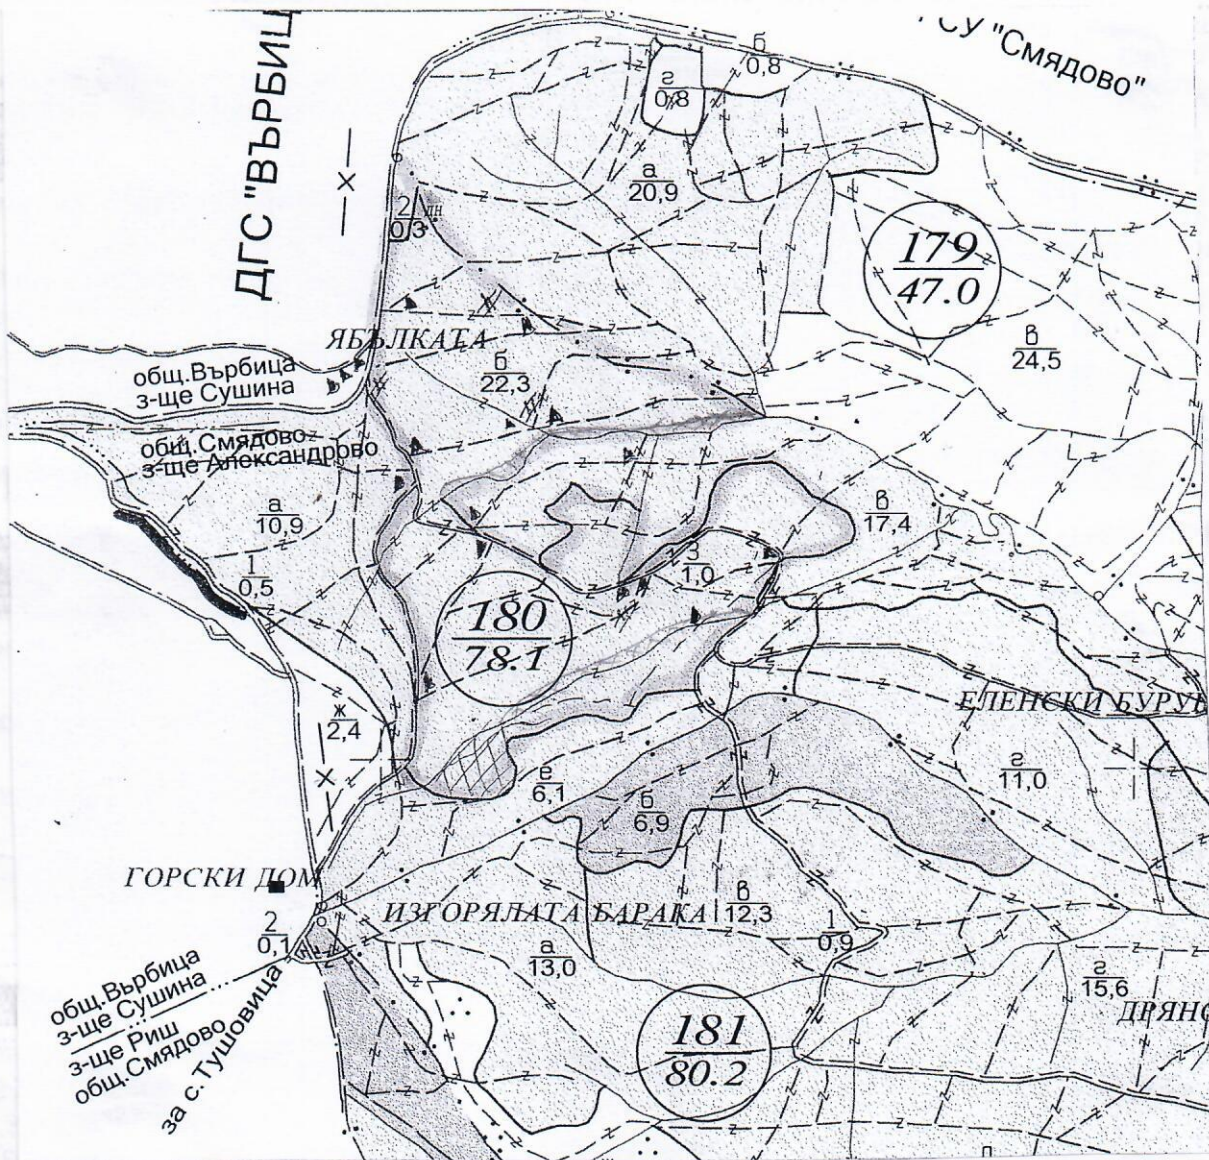 ДГС "ВЪРБИЦ
СУ "Смядово"
б
0,8
г
0,8
а
20,9
2
0,3
дн
179
47.0
в
24,5
ЯБЪЛКАТА
общ.Върбица
з-ще Сушина
б
22,3
общ.Смядово
з-ще Александрово
а
10,9
в
17,4
1
0,5
3
1,0
180
78.1
ЕЛЕНСКИ БУРУН
ж
2,4
г
11,0
е
6,1
б
6,9
ГОРСКИ ДОМ
ИЗГОРЯЛАТА БАРАКА
в
12,3
1
0,9
2
0,1
а
13,0
г
15,6
ДРЯНО
общ.Върбица
з-ще Сушина
з-ще Риш
общ.Смядово
за с.Тушовица
181
80.2